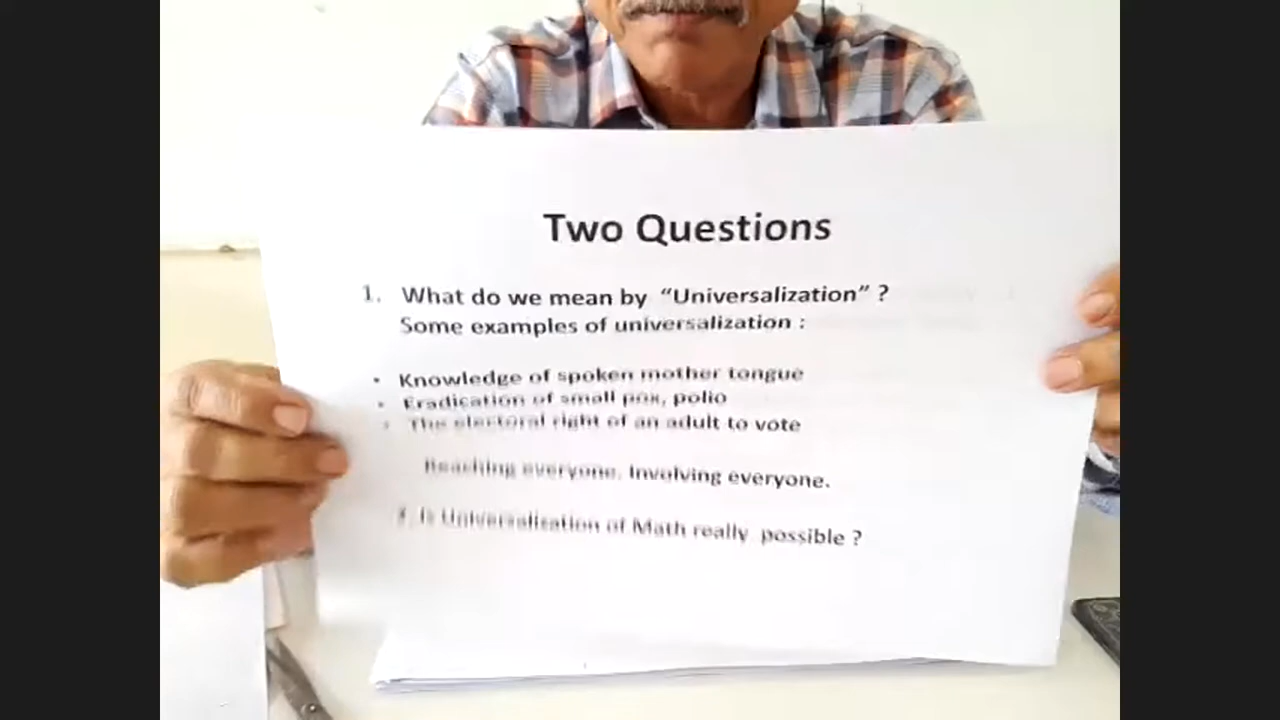 Two Questions
1. What do we mean by “Universalization” ?
Some examples of universalization :
• Knowledge of spoken mother tongue
• Eradication of small pox, polio
• The electoral right of an adult to vote
Reaching everyone. Involving everyone.
2. Is Universalization of Math really possible ?